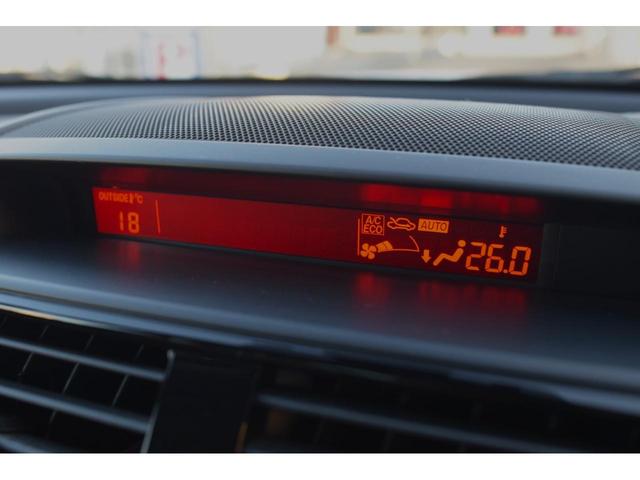 OUTSIDE °C
18
A/C
ECO
AUTO
26.0